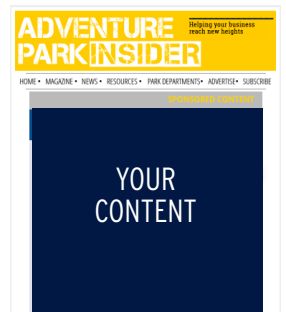 ADVENTURE
PARK INSIDER
Helping your business
reach new heights
HOME • MAGAZINE • NEWS • RESOURCES • PARK DEPARTMENTS • ADVERTISE • SUBSCRIBE
SPONSORED CONTENT
YOUR
CONTENT